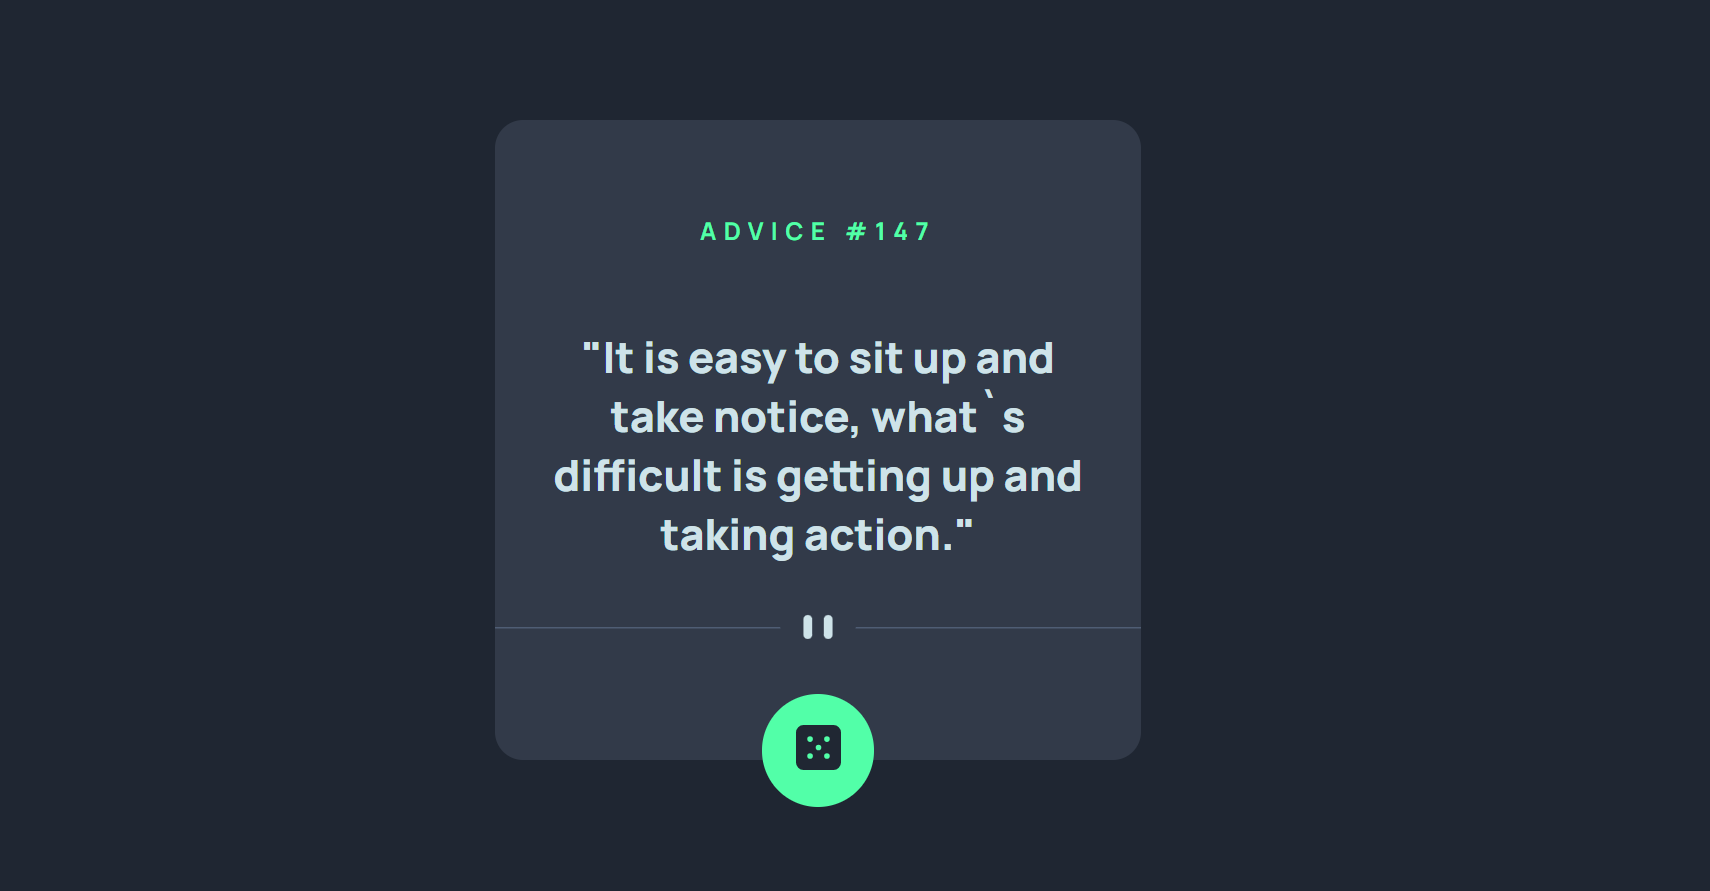 ADVICE #147
"It is easy to sit up and
take notice, what`s
difficult is getting up and
taking action."